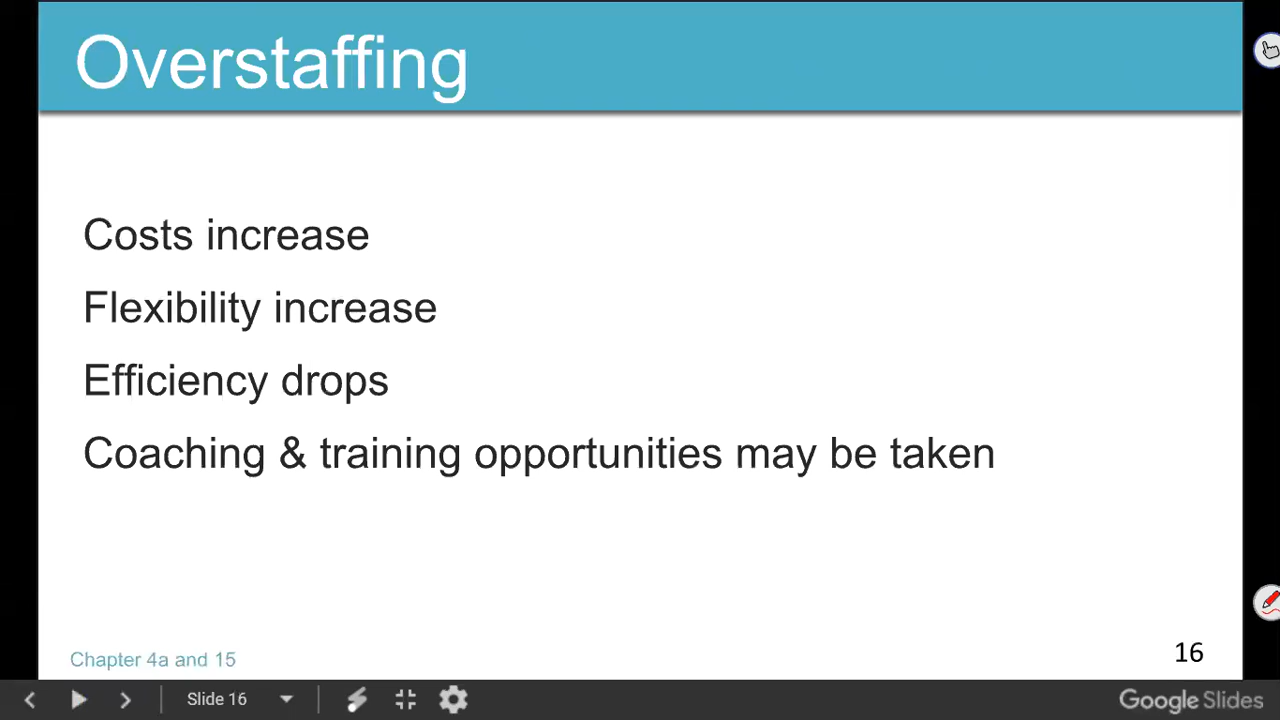 Overstaffing
Costs increase
Flexibility increase
Efficiency drops
Coaching & training opportunities may be taken
Chapter 4a and 15
16
Slide 16
Google Slides